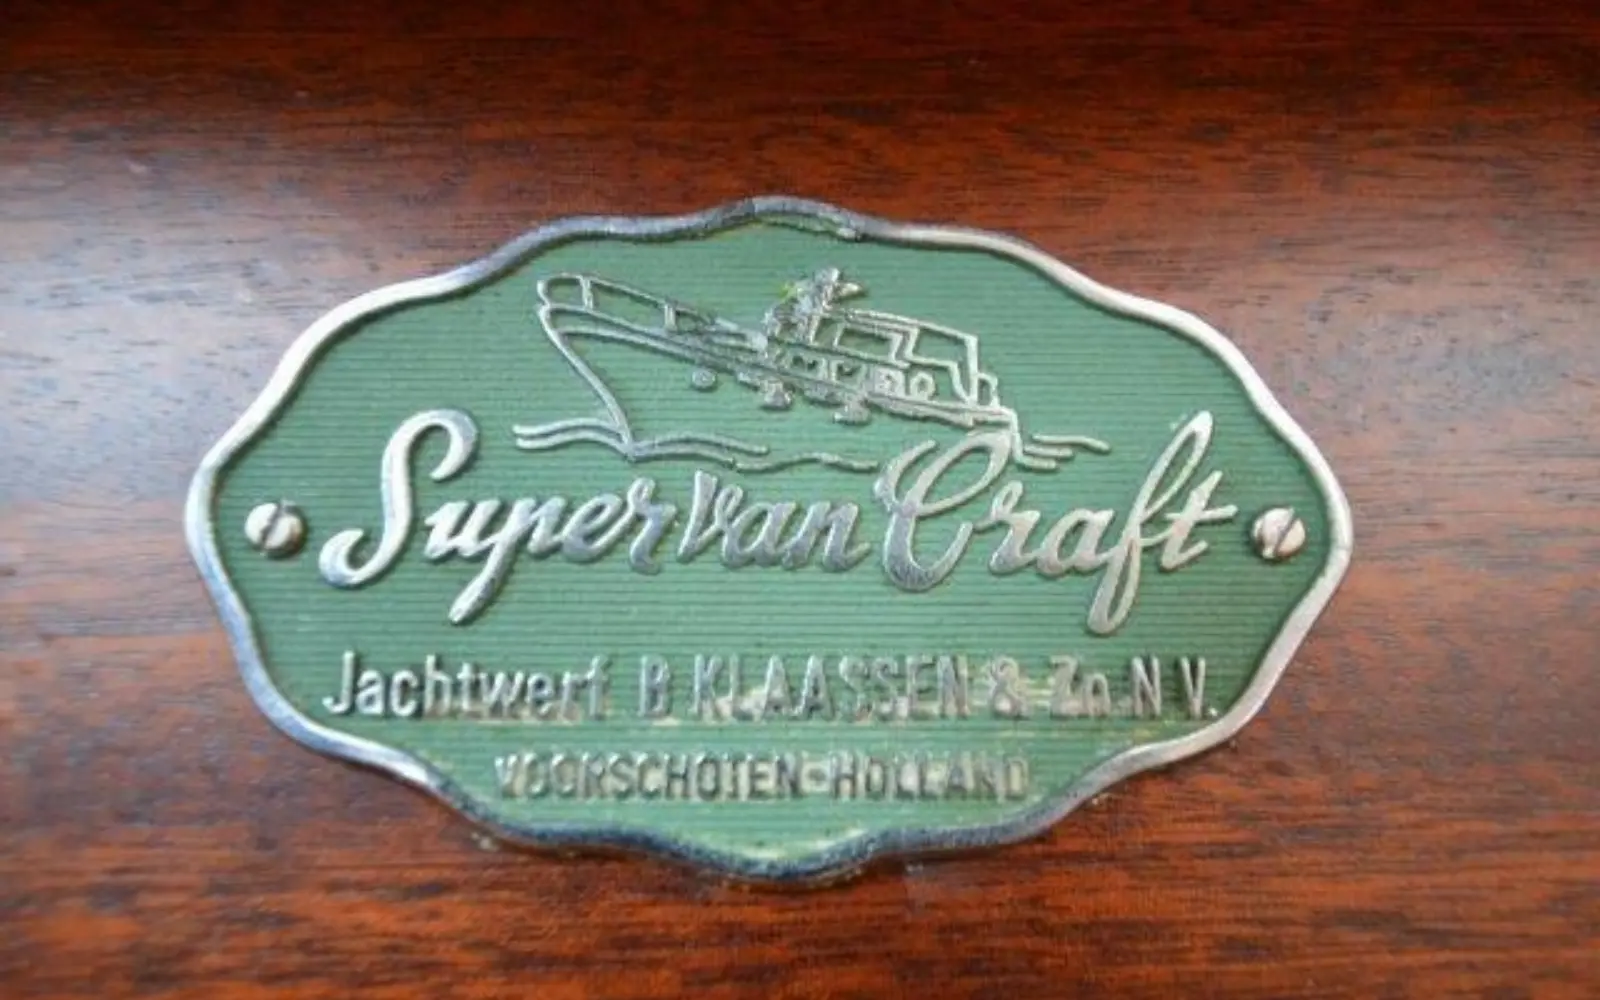 Super van Craft
Jachtwerf B KLAASSEN & Zn. N.V.
VOORSCHOTEN-HOLLAND